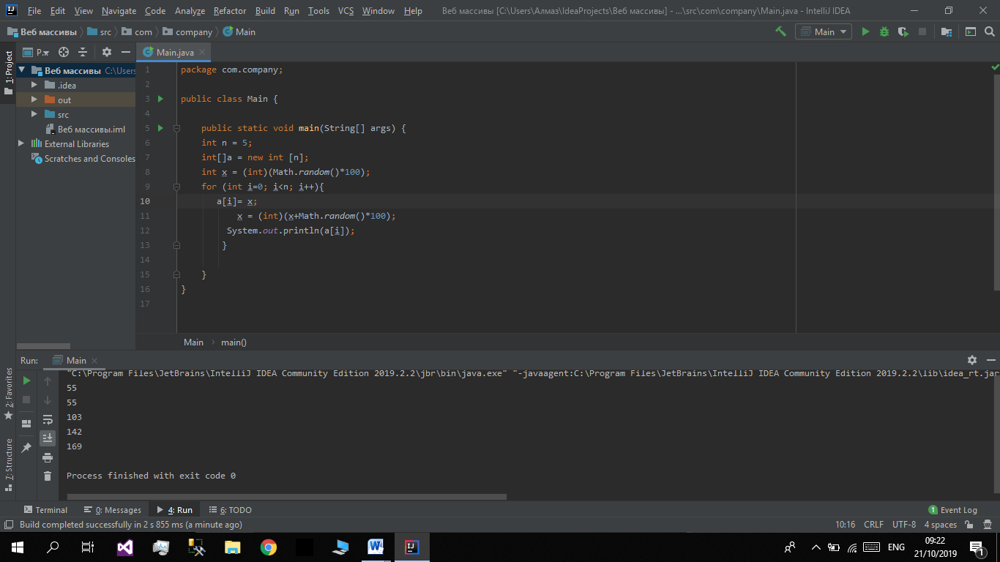 File Edit View Navigate Code Analyze Refactor Build Run Tools VCS Window Help Веб массивы [C:\Users\Алмаз\IdeaProjects\Веб массивы] - ...\src\com\company\Main.java - IntelliJ IDEA
Веб массивы src com company Main Main
1: Project
P.. Main.java
Веб массивы C:\Users
.idea
out
src
Веб массивы.iml
External Libraries
Scratches and Consoles
1 package com.company;
2
3 public class Main {
4
5 public static void main(String[] args) {
6 int n = 5;
7 int[]a = new int [n];
8 int x = (int)(Math.random()*100);
9 for (int i=0; i<n; i++){
10 a[i]= x;
11 x = (int)(x+Math.random()*100);
12 System.out.println(a[i]);
13 }
14
15 }
16 }
17
Main main()
Run: Main
2: Favorites
7: Structure
"C:\Program Files\JetBrains\IntelliJ IDEA Community Edition 2019.2.2\jbr\bin\java.exe" "-javaagent:C:\Program Files\JetBrains\IntelliJ IDEA Community Edition 2019.2.2\lib\idea_rt.jar
55
55
103
142
169
Process finished with exit code 0
Terminal 0: Messages 4: Run 6: TODO 1 Event Log
Build completed successfully in 2 s 855 ms (a minute ago) 10:16 CRLF UTF-8 4 spaces
ENG 09:22
21/10/2019 1